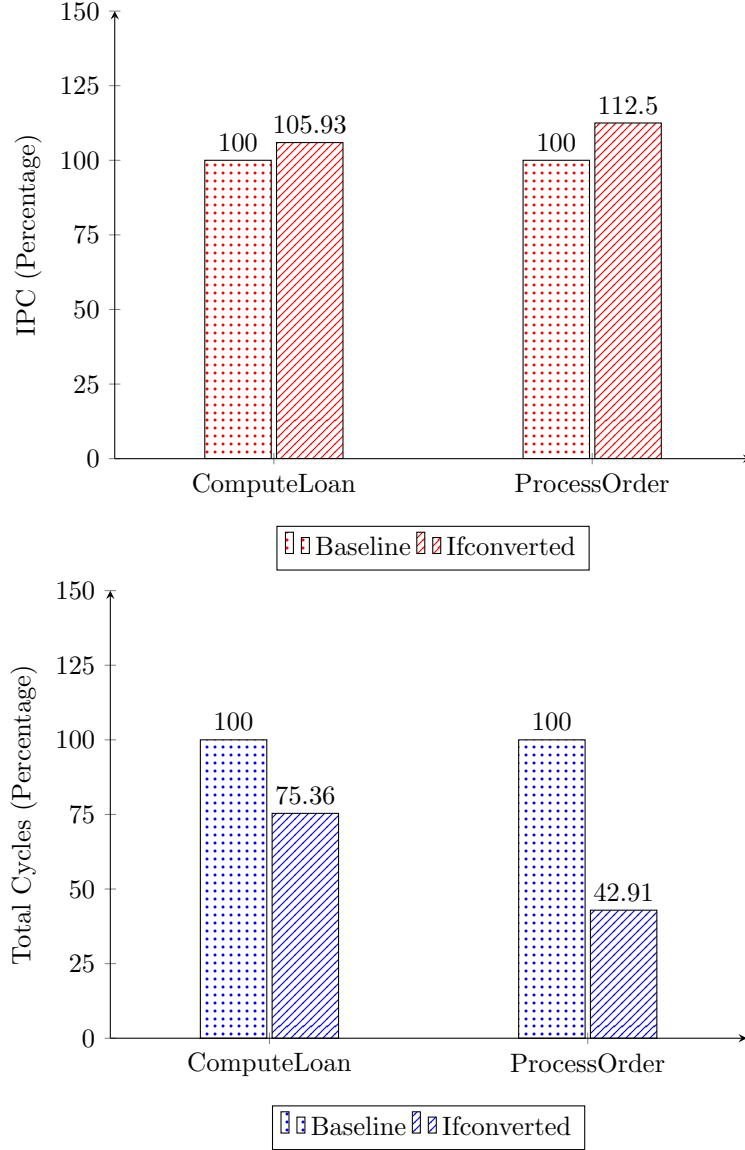 150
125
100
75
50
25
0
IPC (Percentage)
100
105.93
100
112.5
ComputeLoan
ProcessOrder
Baseline Ifconverted
150
125
100
75
50
25
0
Total Cycles (Percentage)
100
75.36
100
42.91
ComputeLoan
ProcessOrder
Baseline Ifconverted